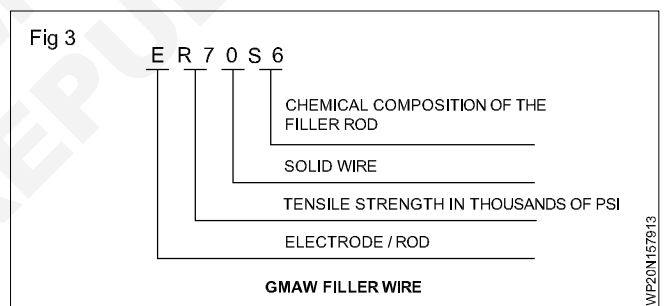 Fig 3
E R 7 0 S 6
CHEMICAL COMPOSITION OF THE
FILLER ROD
SOLID WIRE
TENSILE STRENGTH IN THOUSANDS OF PSI
ELECTRODE / ROD
GMAW FILLER WIRE
WP20N157913
REPU